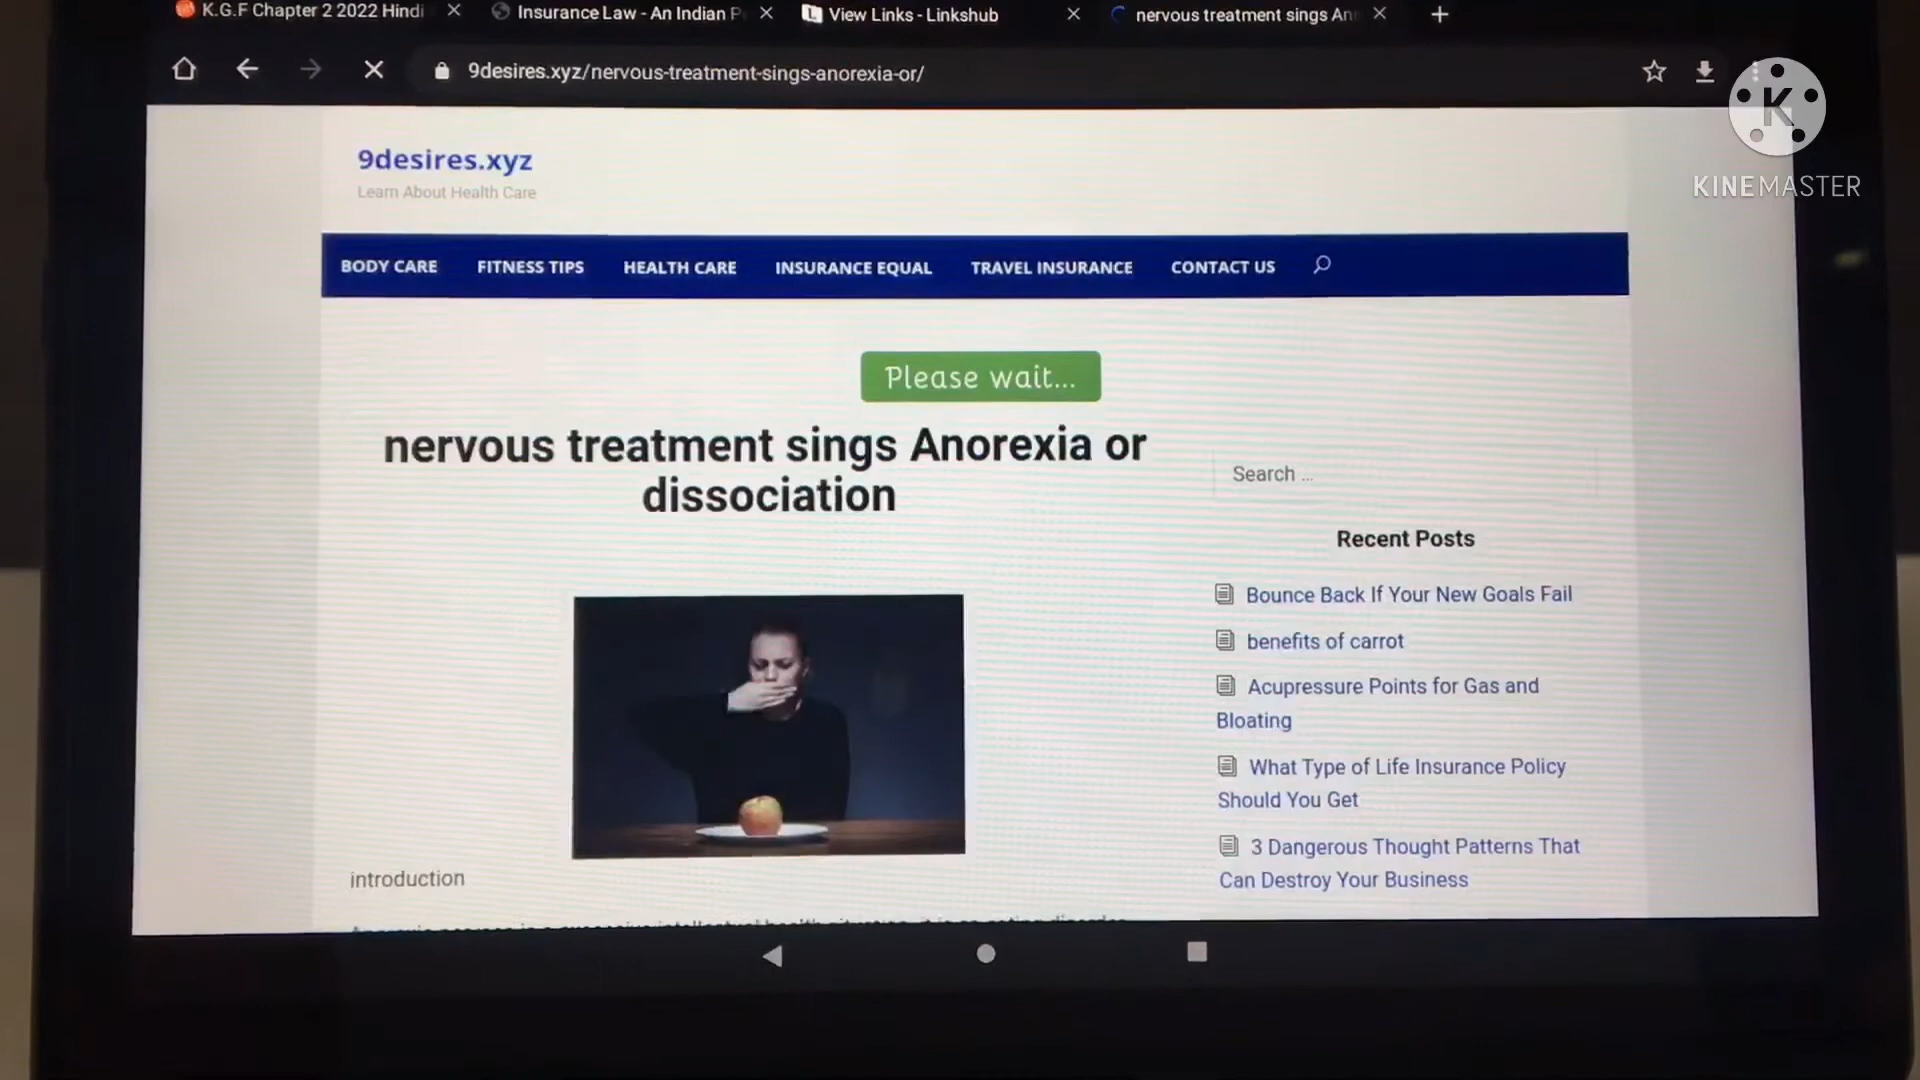 K.G.F Chapter 2 2022 Hindi
Insurance Law - An Indian P
View Links - Linkshub
nervous treatment sings An
9desires.xyz/nervous-treatment-sings-anorexia-or/
K
KINEMASTER
9desires.xyz
Learn About Health Care
BODY CARE FITNESS TIPS HEALTH CARE INSURANCE EQUAL TRAVEL INSURANCE CONTACT US
Please wait...
nervous treatment sings Anorexia or
dissociation
introduction
Search ...
Recent Posts
Bounce Back If Your New Goals Fail
benefits of carrot
Acupressure Points for Gas and
Bloating
What Type of Life Insurance Policy
Should You Get
3 Dangerous Thought Patterns That
Can Destroy Your Business